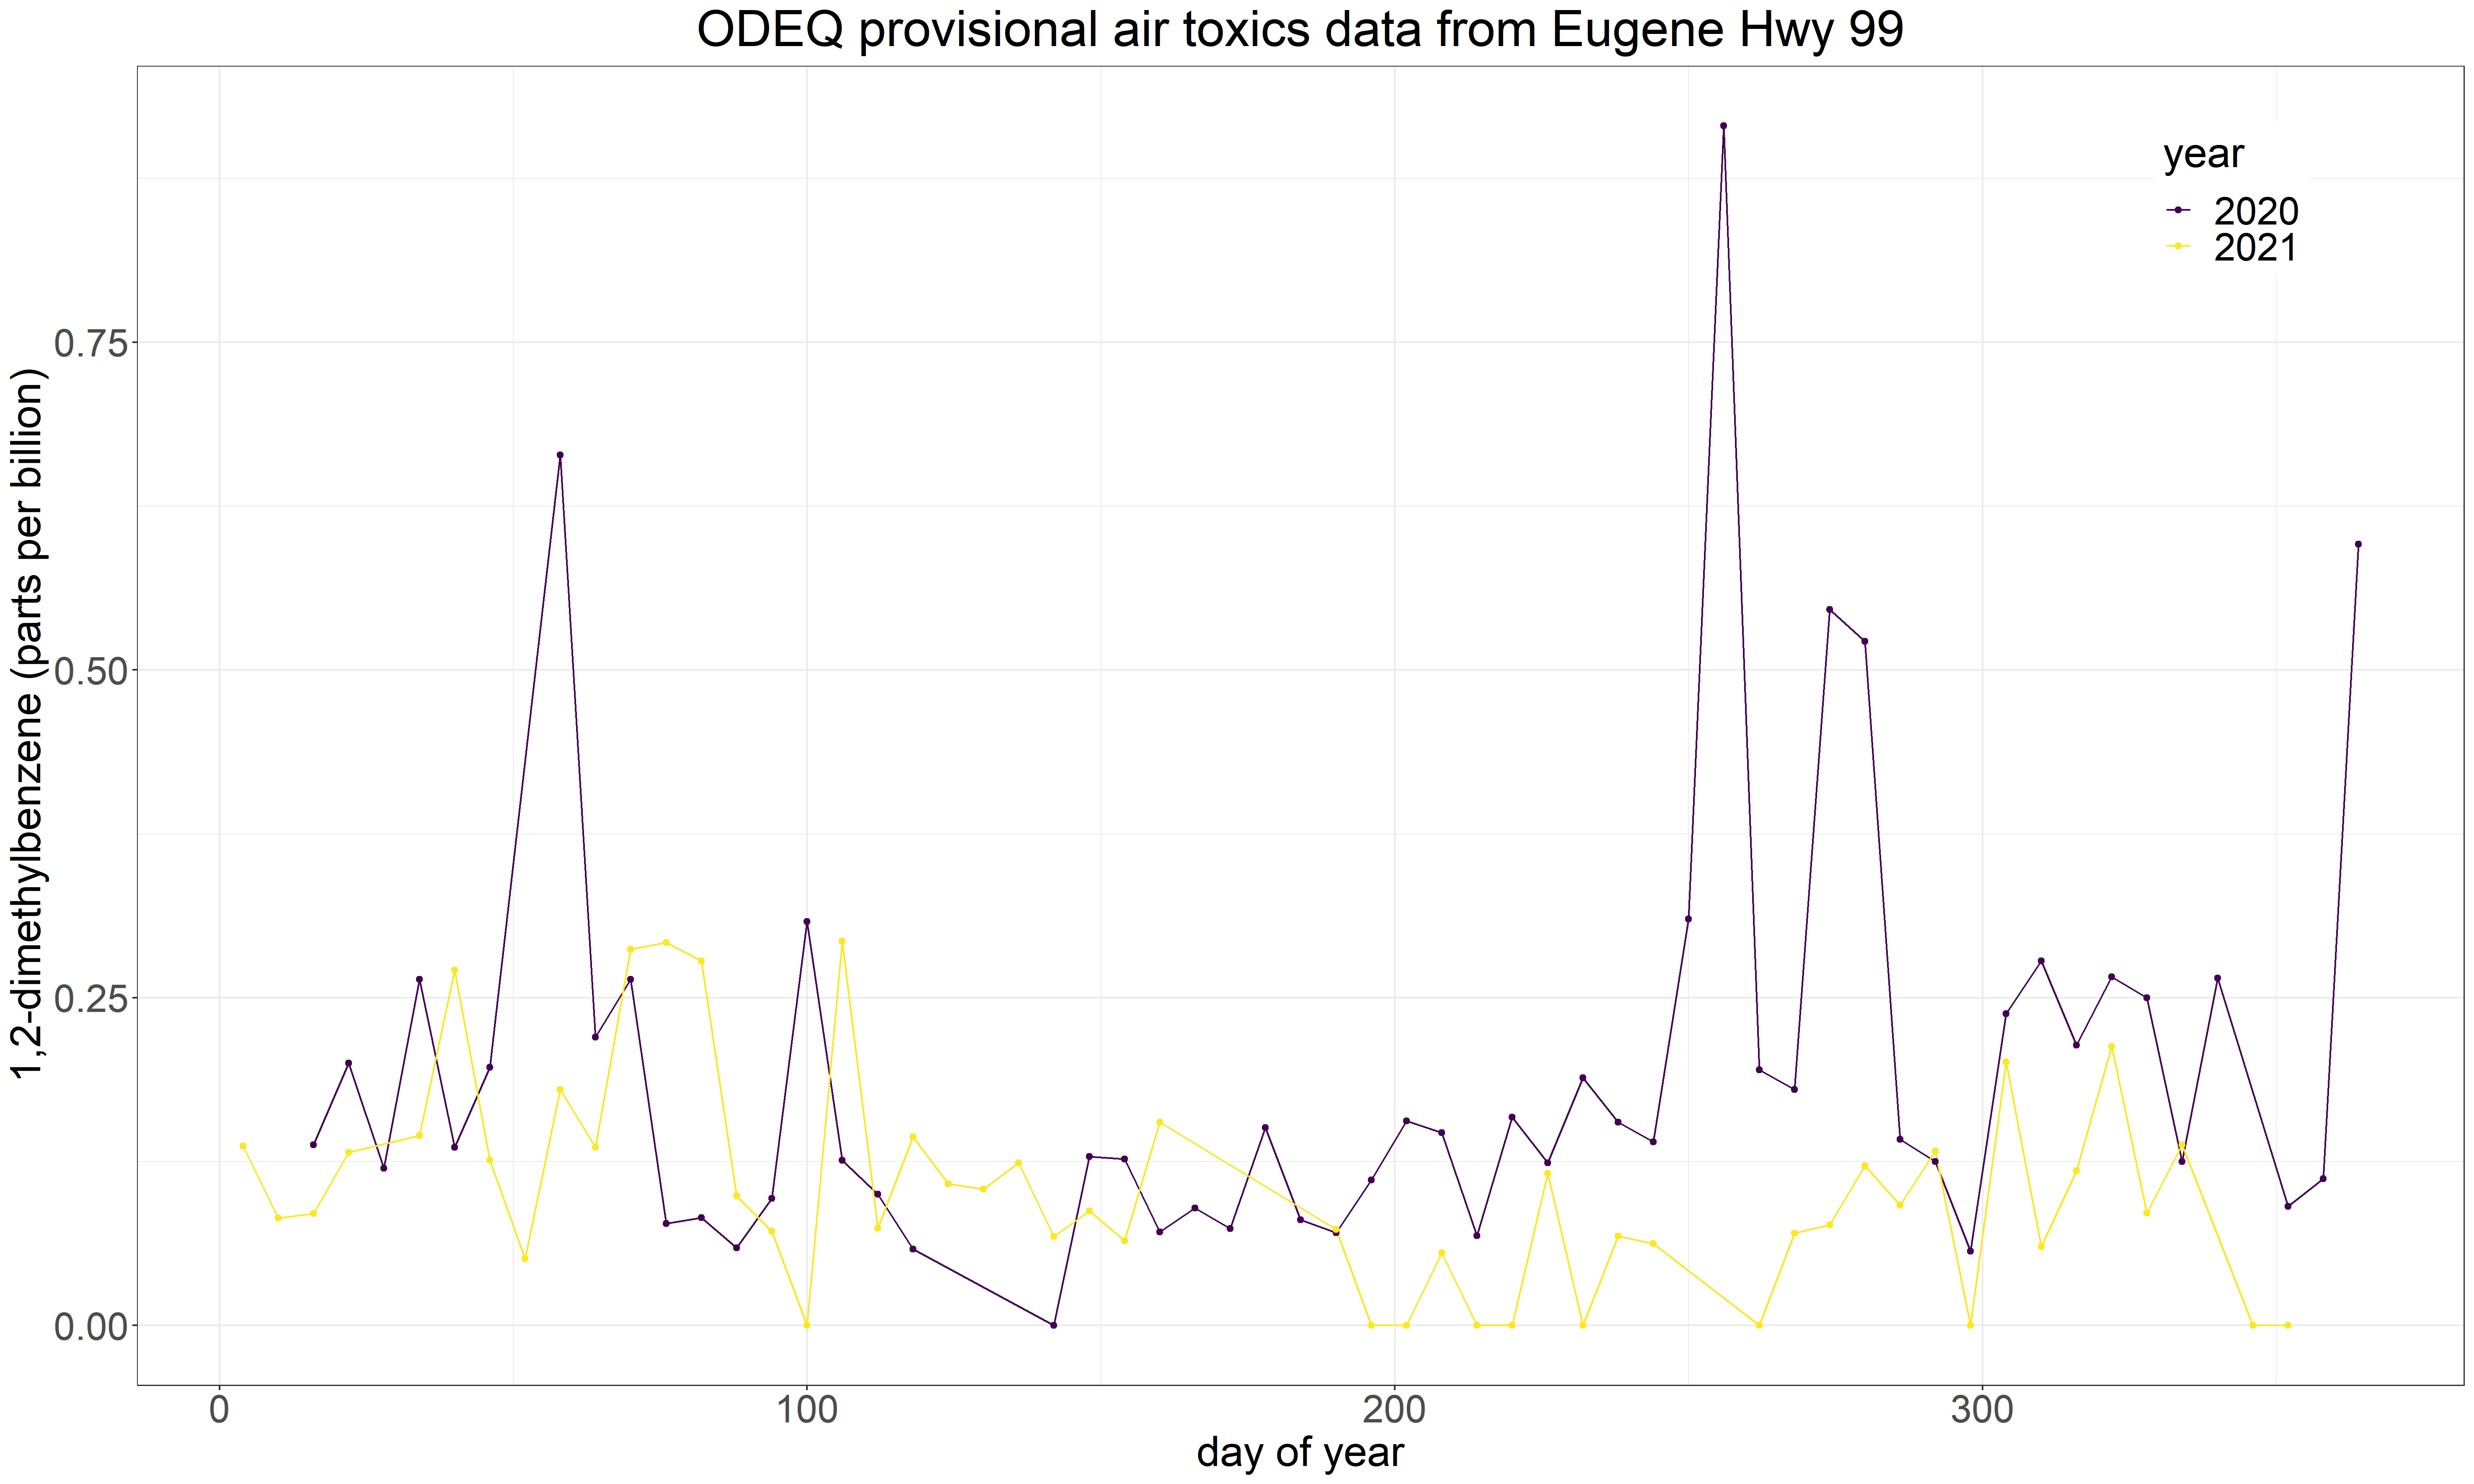 ODEQ provisional air toxics data from Eugene Hwy 99
year
2020
2021
0.75
0.50
0.25
0.00
1,2-dimethylbenzene (parts per billion)
0 100 200 300
day of year